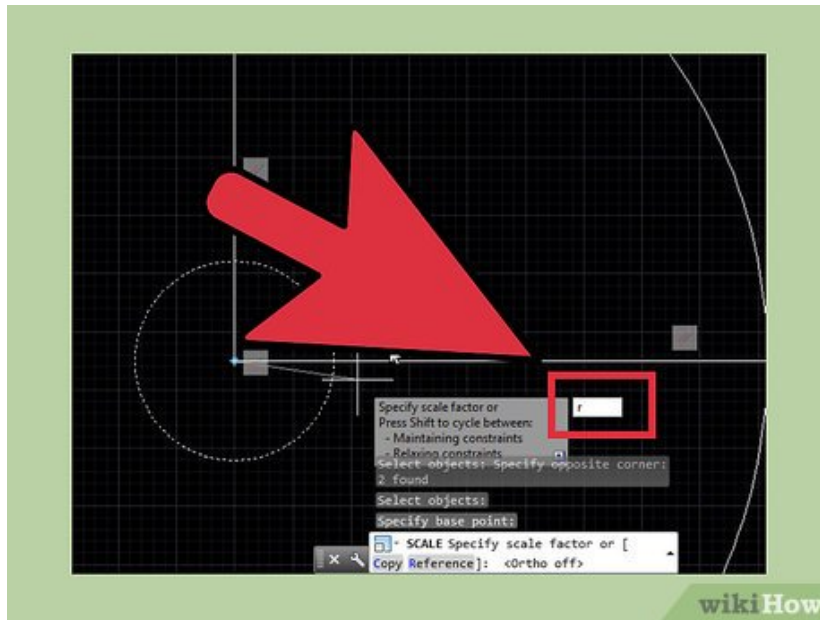 r
Specify scale factor or
Press Shift to cycle between:
- Maintaining constraints
- Relaxing constraints
Select objects: Specify opposite corner:
2 found
Select objects:
Specify base point:
SCALE Specify scale factor or [
Copy Reference]: <Ortho off>
wikiHow